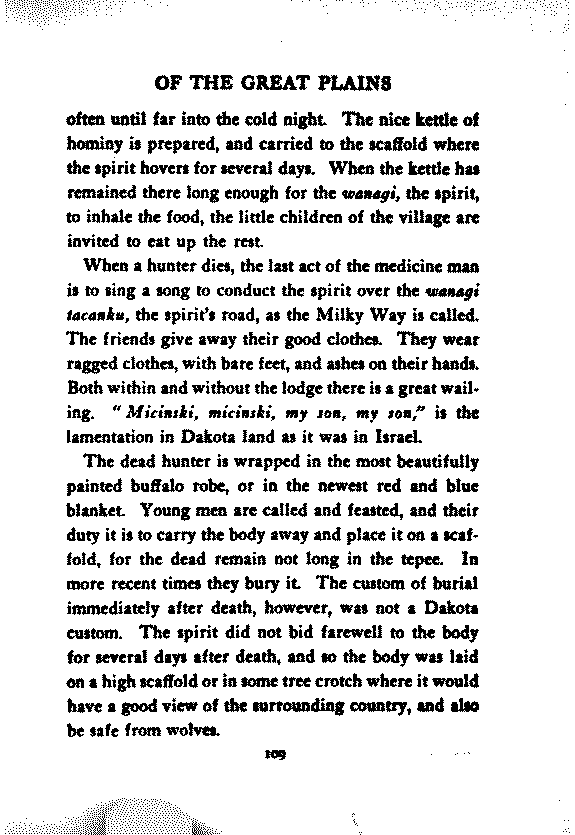 OF THE GREAT PLAINS
often until far into the cold night. The nice kettle of
hominy is prepared, and carried to the scaffold where
the spirit hovers for several days. When the kettle has
remained there long enough for the wanagi, the spirit,
to inhale the food, the little children of the village are
invited to eat up the rest.
When a hunter dies, the last act of the medicine man
is to sing a song to conduct the spirit over the wanagi
tacanku, the spirit's road, as the Milky Way is called.
The friends give away their good clothes. They wear
ragged clothes, with bare feet, and ashes on their hands.
Both within and without the lodge there is a great wail-
ing. "Micinski, micinski, my son, my son," is the
lamentation in Dakota land as it was in Israel.
The dead hunter is wrapped in the most beautifully
painted buffalo robe, or in the newest red and blue
blanket. Young men are called and feasted, and their
duty it is to carry the body away and place it on a scaf-
fold, for the dead remain not long in the tepee. In
more recent times they bury it. The custom of burial
immediately after death, however, was not a Dakota
custom. The spirit did not bid farewell to the body
for several days after death, and so the body was laid
on a high scaffold or in some tree crotch where it would
have a good view of the surrounding country, and also
be safe from wolves.
109